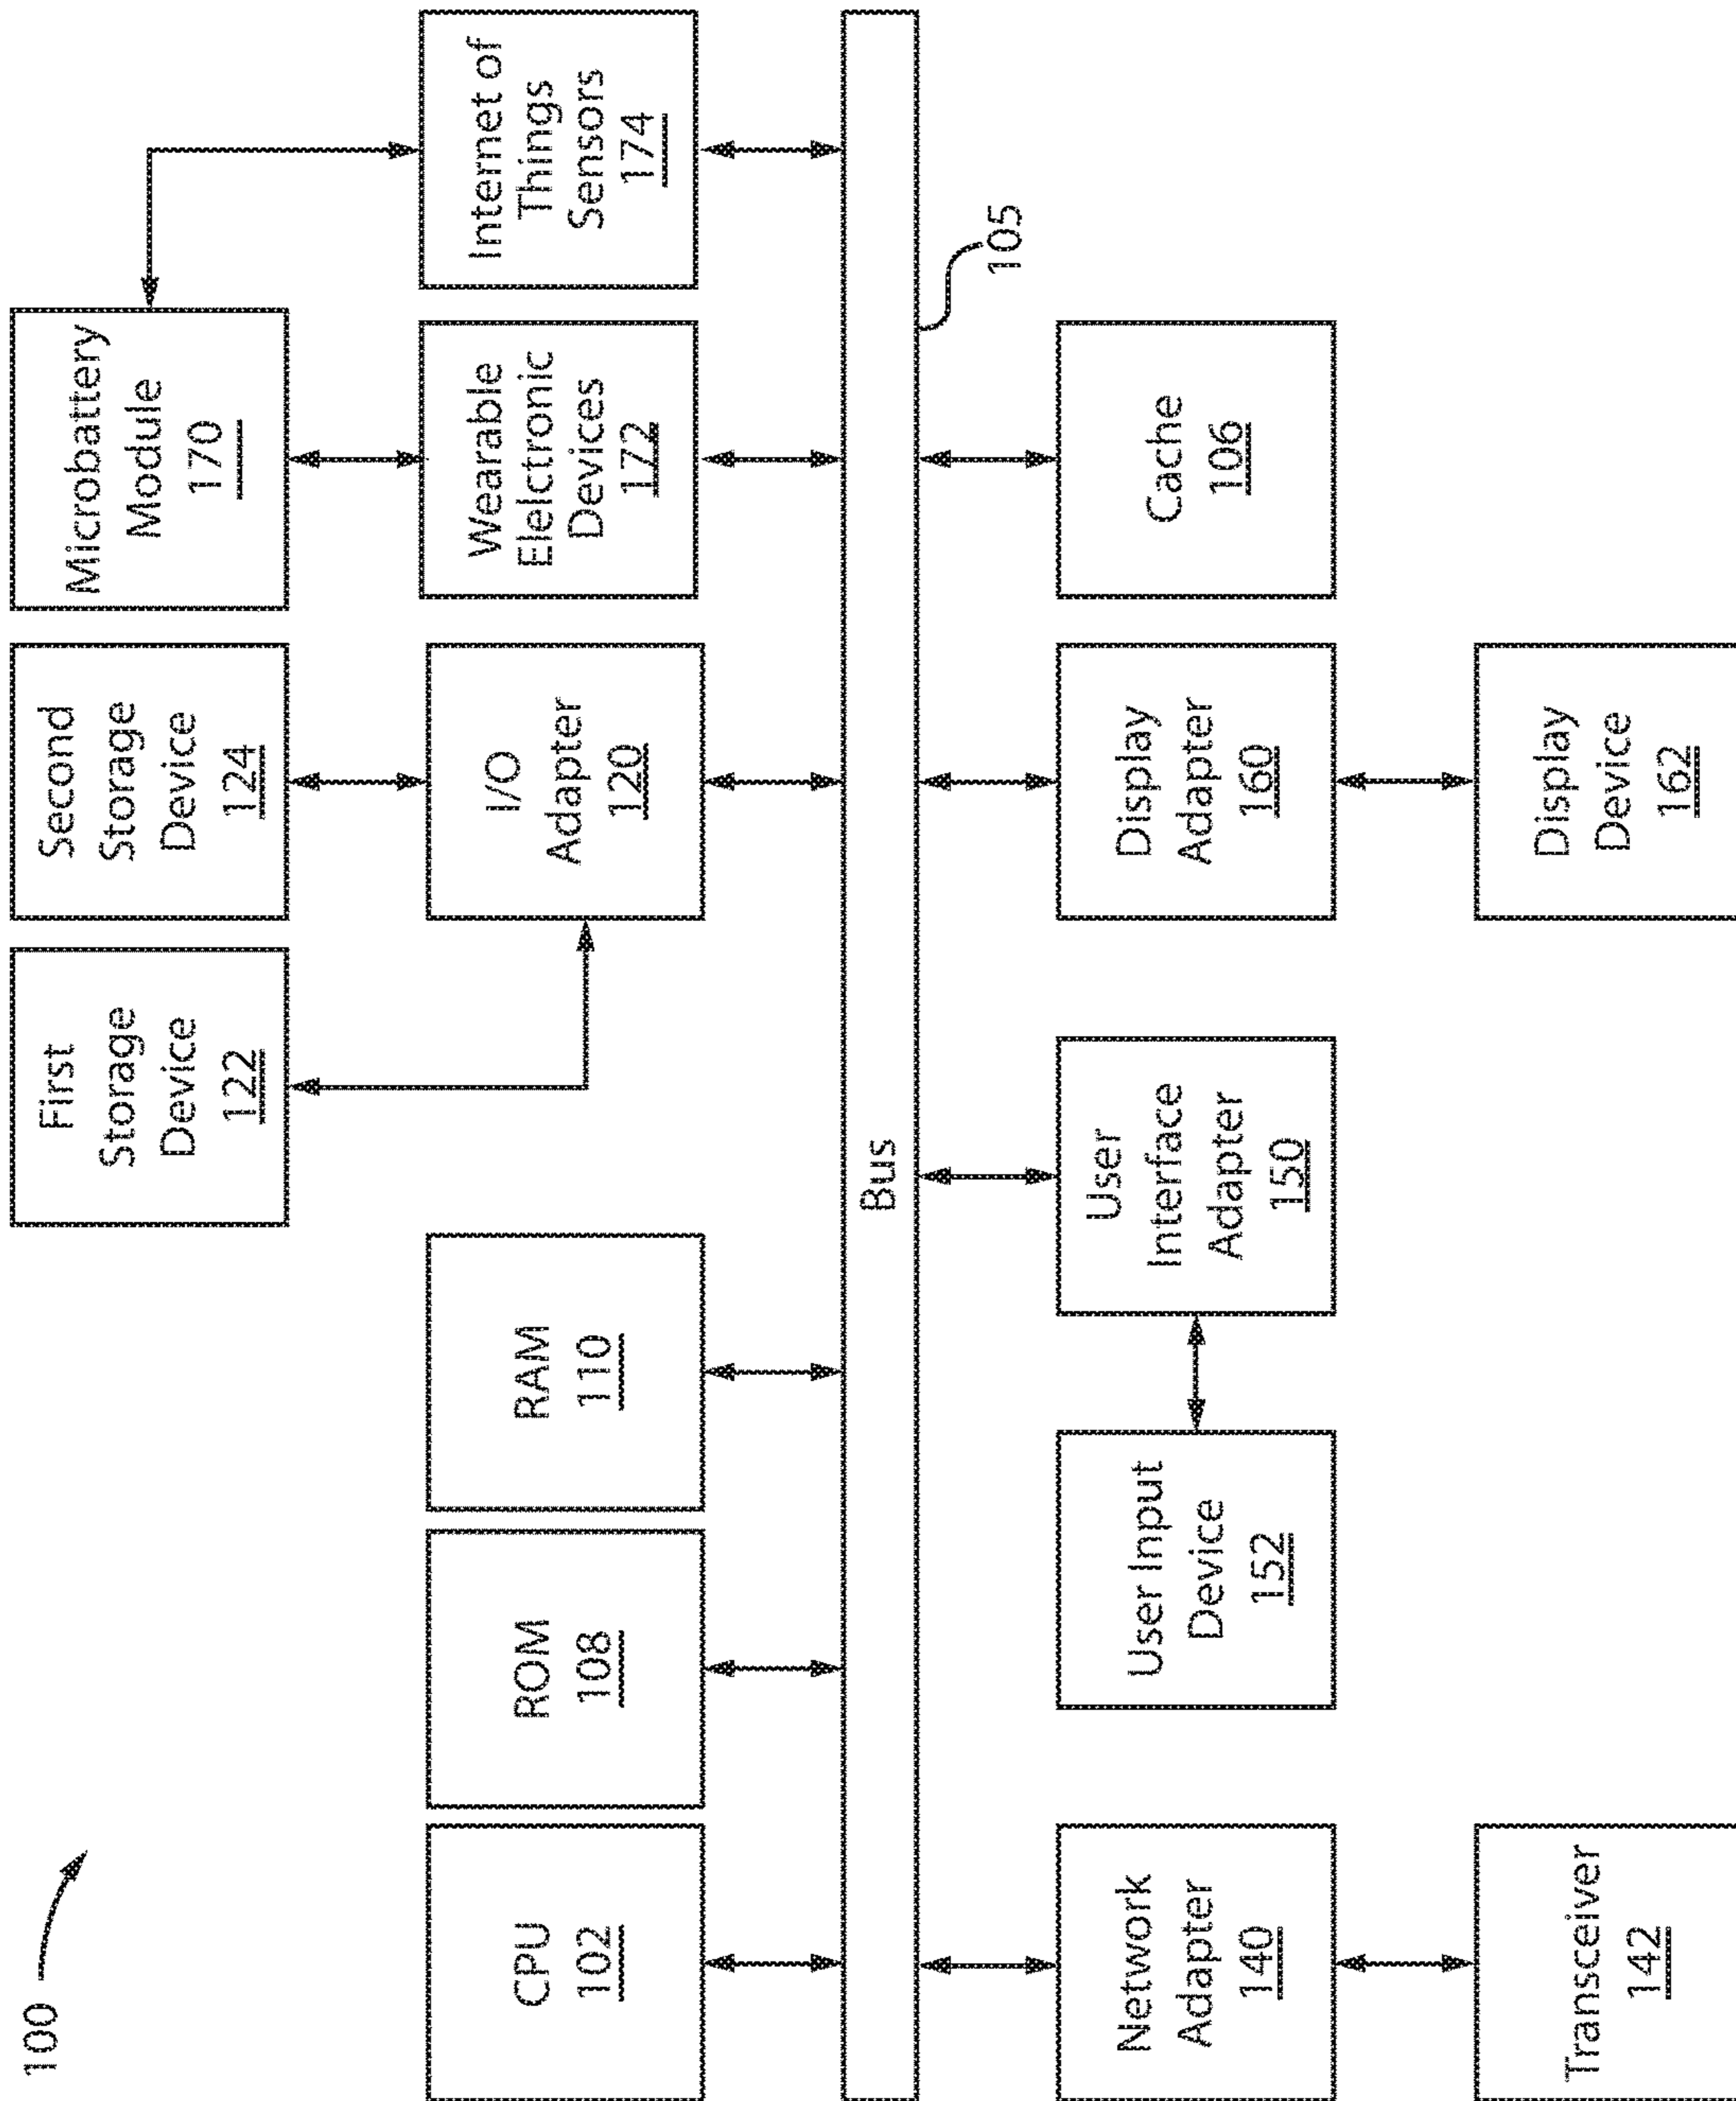 100
First
Storage
Device
122
Second
Storage
Device
124
Microbattery
Module
170
CPU
102
ROM
108
RAM
110
I/O
Adapter
120
Wearable
Elelctronic
Devices
172
Internet of
Things
Sensors
174
Bus
105
Network
Adapter
140
User Input
Device
152
User
Interface
Adapter
150
Display
Adapter
160
Cache
106
Transceiver
142
Display
Device
162